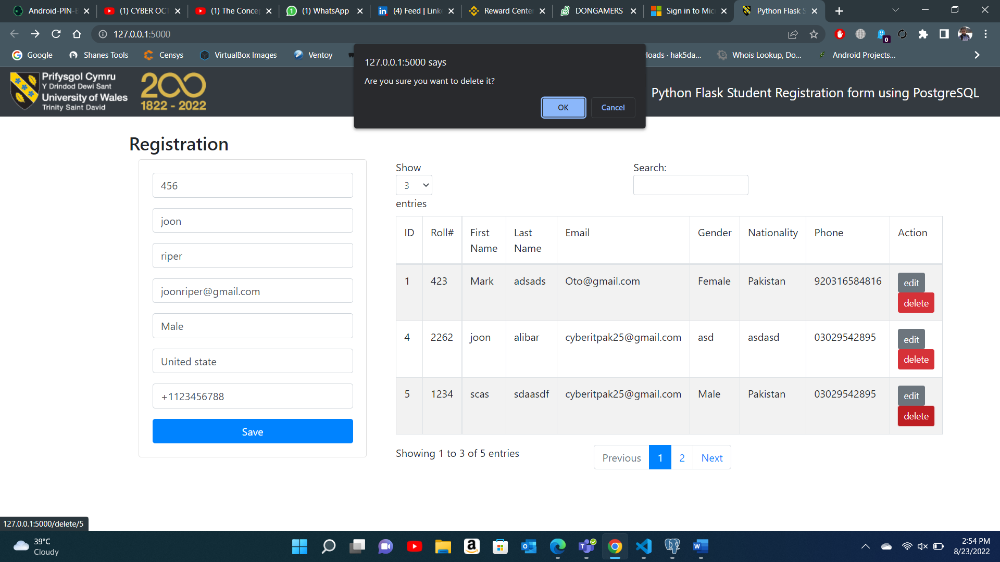 Android-PIN-B
(1) CYBER OCT
(1) The Concep
(1) WhatsApp
(4) Feed | Linke
Reward Center
DONGAMERS
Sign in to Micr
Python Flask S
127.0.0.1:5000
0
Google
Shanes Tools
Censys
VirtualBox Images
Ventoy
loads · hak5da...
Whois Lookup, Do...
Android Projects...
127.0.0.1:5000 says
Are you sure you want to delete it?
OK
Cancel
Prifysgol Cymru
Y Drindod Dewi Sant
University of Wales
Trinity Saint David
200
1822 - 2022
Python Flask Student Registration form using PostgreSQL
Registration
456
joon
riper
joonriper@gmail.com
Male
United state
+1123456788
Save
Show
3
entries
Search:
ID Roll# First Name Last Name Email Gender Nationality Phone Action
1 423 Mark adsads Oto@gmail.com Female Pakistan 920316584816 edit delete
4 2262 joon alibar cyberitpak25@gmail.com asd asdasd 03029542895 edit delete
5 1234 scas sdaasdf cyberitpak25@gmail.com Male Pakistan 03029542895 edit delete
Showing 1 to 3 of 5 entries
Previous 1 2 Next
127.0.0.1:5000/delete/5
39°C
Cloudy
2:54 PM
8/23/2022